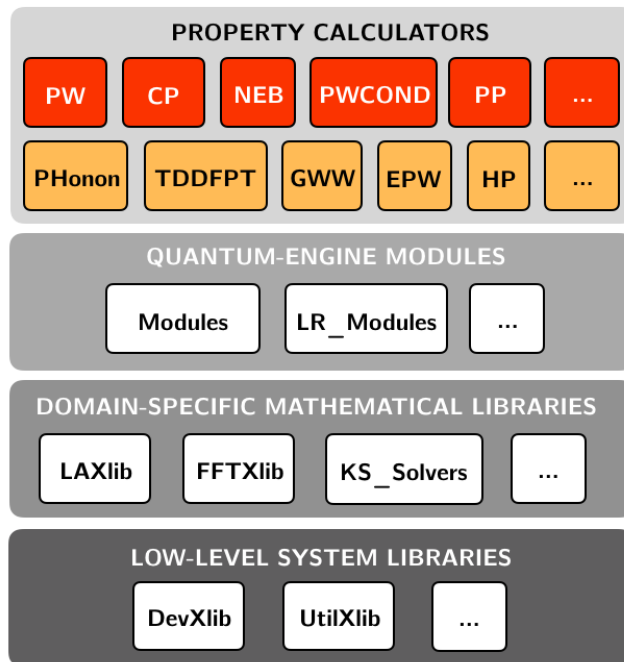 PROPERTY CALCULATORS
PW CP NEB PWCOND PP ...
PHonon TDDFPT GWW EPW HP ...
QUANTUM-ENGINE MODULES
Modules LR_Modules ...
DOMAIN-SPECIFIC MATHEMATICAL LIBRARIES
LAXlib FFTXlib KS_Solvers ...
LOW-LEVEL SYSTEM LIBRARIES
DevXlib UtilXlib ...